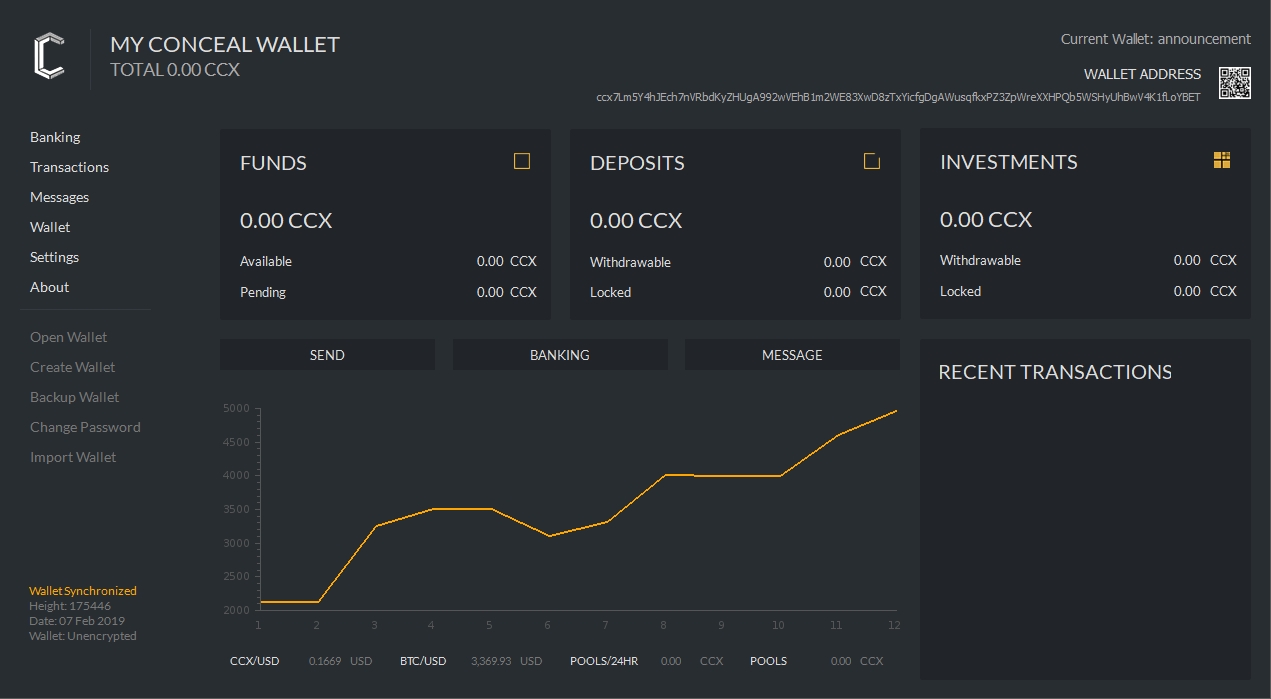 MY CONCEAL WALLET
TOTAL 0.00 CCX
Current Wallet: announcement
WALLET ADDRESS
ccx7Lm5Y4hJEch7nVRbdKyZHUgA992wVEhB1m2WE83XwD8zTxYicfgDgAWusqfkxPZ3ZpWreXXHPQb5WSHyUhBwV4K1fLoYBET
Banking
Transactions
Messages
Wallet
Settings
About
Open Wallet
Create Wallet
Backup Wallet
Change Password
Import Wallet
Wallet Synchronized
Height: 175446
Date: 07 Feb 2019
Wallet: Unencrypted
FUNDS
0.00 CCX
Available 0.00 CCX
Pending 0.00 CCX
DEPOSITS
0.00 CCX
Withdrawable 0.00 CCX
Locked 0.00 CCX
INVESTMENTS
0.00 CCX
Withdrawable 0.00 CCX
Locked 0.00 CCX
SEND BANKING MESSAGE
RECENT TRANSACTIONS
5000
4500
4000
3500
3000
2500
2000
1 2 3 4 5 6 7 8 9 10 11 12
CCX/USD 0.1669 USD BTC/USD 3,369.93 USD POOLS/24HR 0.00 CCX POOLS 0.00 CCX